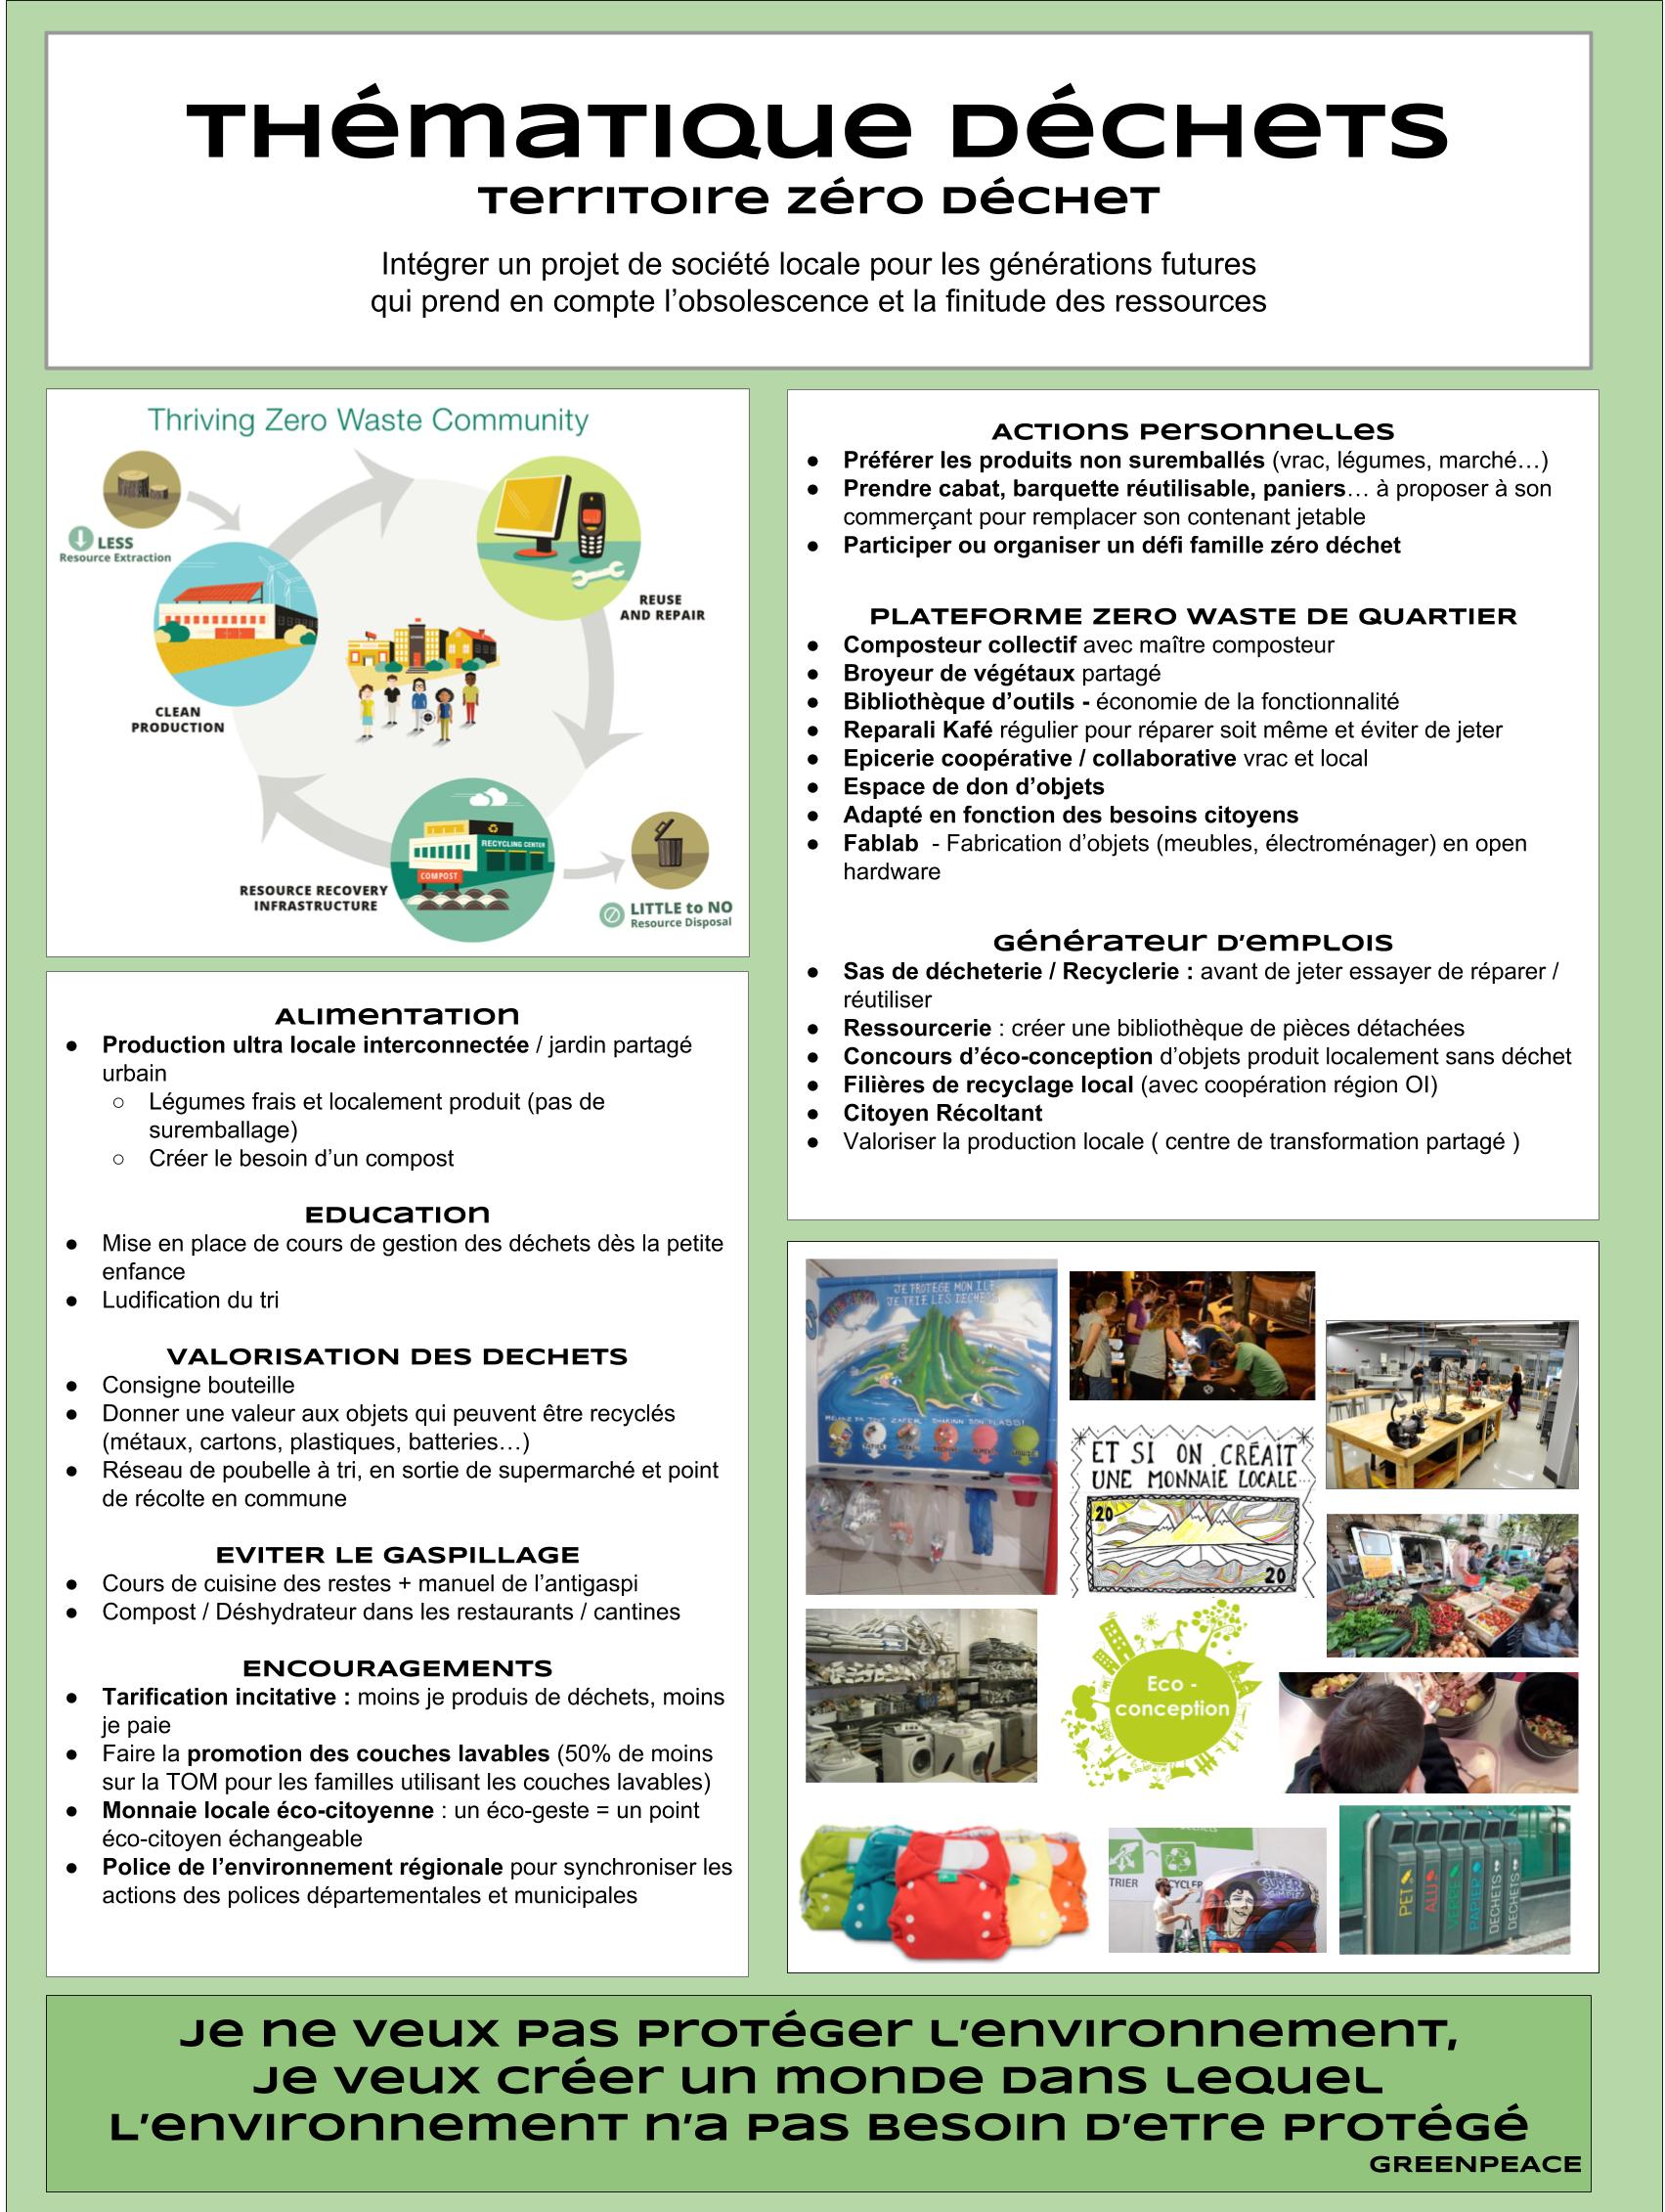 Thématique Déchets
Territoire Zéro Déchet
Intégrer un projet de société locale pour les générations futures
qui prend en compte l’obsolescence et la finitude des ressources
Thriving Zero Waste Community
LESS
Resource Extraction
REUSE
AND REPAIR
CLEAN
PRODUCTION
RECYCLING CENTER
COMPOST
RESOURCE RECOVERY
INFRASTRUCTURE
LITTLE to NO
Resource Disposal
Alimentation
● Production ultra locale interconnectée / jardin partagé
urbain
○ Légumes frais et localement produit (pas de
suremballage)
○ Créer le besoin d’un compost
Education
● Mise en place de cours de gestion des déchets dès la petite
enfance
● Ludification du tri
VALORISATION DES DECHETS
● Consigne bouteille
● Donner une valeur aux objets qui peuvent être recyclés
(métaux, cartons, plastiques, batteries…)
● Réseau de poubelle à tri, en sortie de supermarché et point
de récolte en commune
EVITER LE GASPILLAGE
● Cours de cuisine des restes + manuel de l’antigaspi
● Compost / Déshydrateur dans les restaurants / cantines
ENCOURAGEMENTS
● Tarification incitative : moins je produis de déchets, moins
je paie
● Faire la promotion des couches lavables (50% de moins
sur la TOM pour les familles utilisant les couches lavables)
● Monnaie locale éco-citoyenne : un éco-geste = un point
éco-citoyen échangeable
● Police de l’environnement régionale pour synchroniser les
actions des polices départementales et municipales
Actions personnelles
● Préférer les produits non suremballés (vrac, légumes, marché…)
● Prendre cabat, barquette réutilisable, paniers… à proposer à son
commerçant pour remplacer son contenant jetable
● Participer ou organiser un défi famille zéro déchet
PLATEFORME ZERO WASTE DE QUARTIER
● Composteur collectif avec maître composteur
● Broyeur de végétaux partagé
● Bibliothèque d’outils - économie de la fonctionnalité
● Reparali Kafé régulier pour réparer soit même et éviter de jeter
● Epicerie coopérative / collaborative vrac et local
● Espace de don d’objets
● Adapté en fonction des besoins citoyens
● Fablab - Fabrication d’objets (meubles, électroménager) en open
hardware
Générateur d’emplois
● Sas de décheterie / Recyclerie : avant de jeter essayer de réparer /
réutiliser
● Ressourcerie : créer une bibliothèque de pièces détachées
● Concours d’éco-conception d’objets produit localement sans déchet
● Filières de recyclage local (avec coopération région OI)
● Citoyen Récoltant
● Valoriser la production locale ( centre de transformation partagé )
JE PROTEGE MON ILE
JE TRIE LES DECHETS
ET SI ON CRÉAIT
UNE MONNAIE LOCALE...
20
20
Eco -
conception
TRIER
RECYCLER
SUPER
PET
ALU
VERRE
PAPIER
DECHETS
DECHETS
Je ne veux pas protéger l’environnement,
Je veux créer un monde dans lequel
l’environnement n’a pas besoin d’etre protégé
GREENPEACE